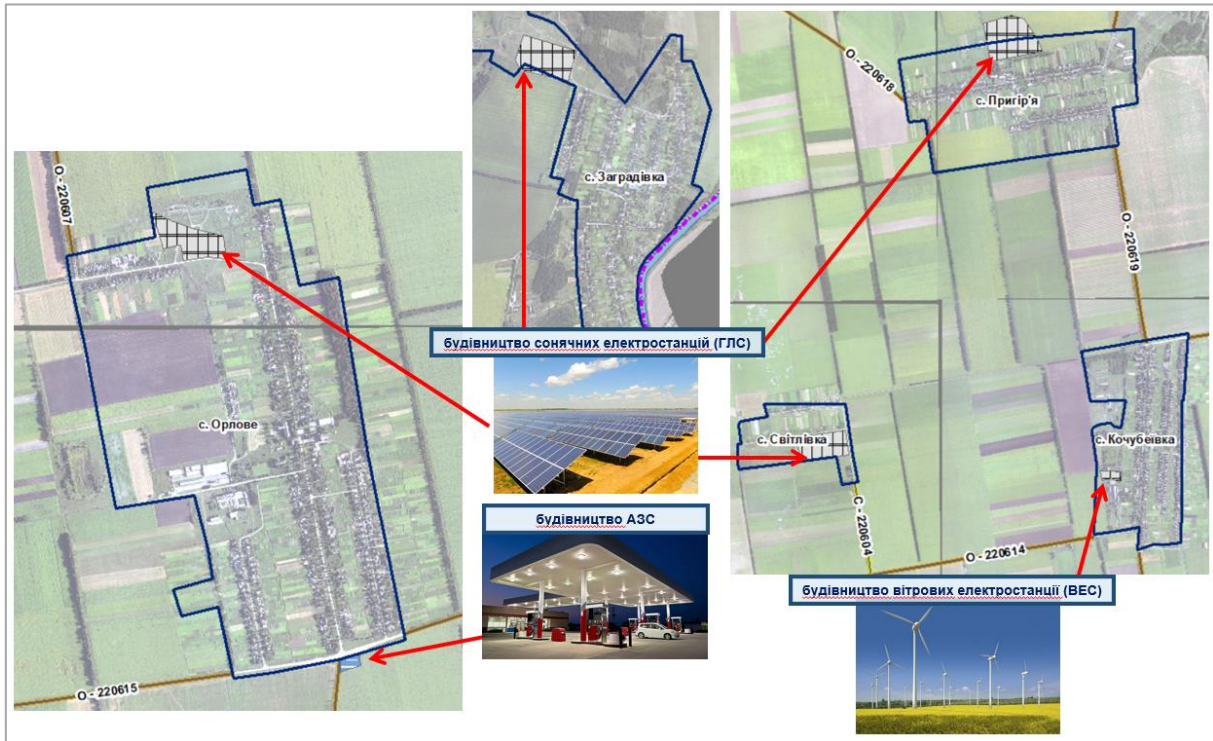 О - 220607
с. Орлове
О - 220615
с. Заградівка
О - 220618
с. Пригір'я
О - 220619
будівництво сонячних електростанцій (ГЛС)
с. Світлівка
с. Кочубеївка
С - 220604
О - 220614
будівництво АЗС
будівництво вітрових електростанції (ВЕС)